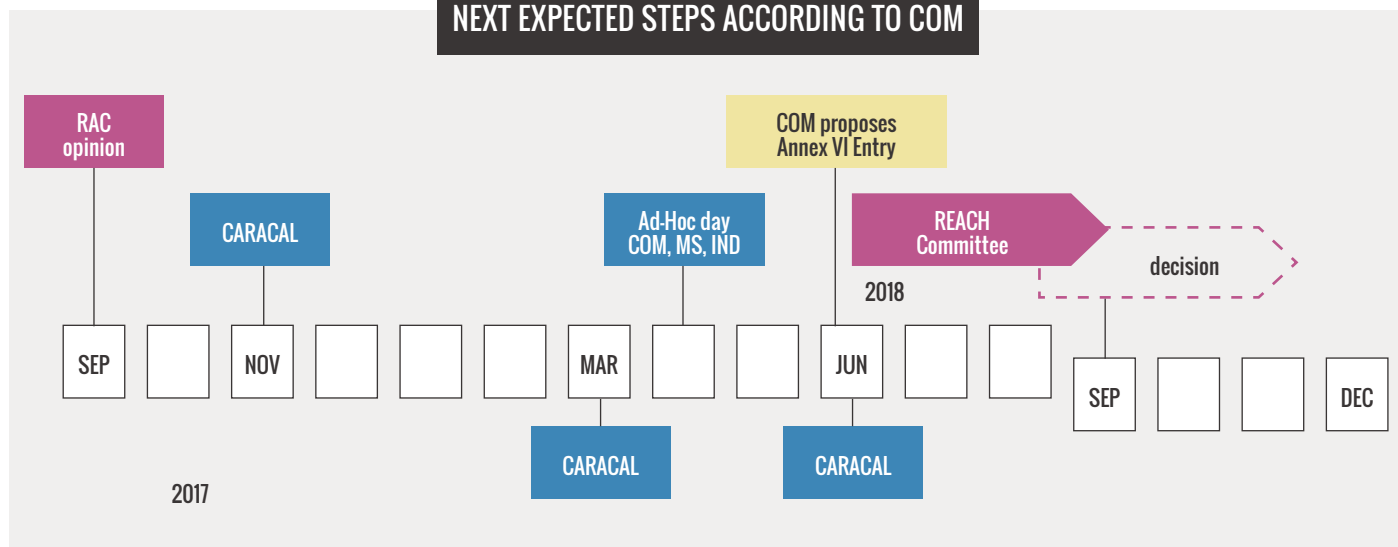 NEXT EXPECTED STEPS ACCORDING TO COM
RAC
opinion
COM proposes
Annex VI Entry
CARACAL
Ad-Hoc day
COM, MS, IND
REACH
Committee
decision
2018
SEP
NOV
MAR
JUN
SEP
DEC
CARACAL
CARACAL
2017